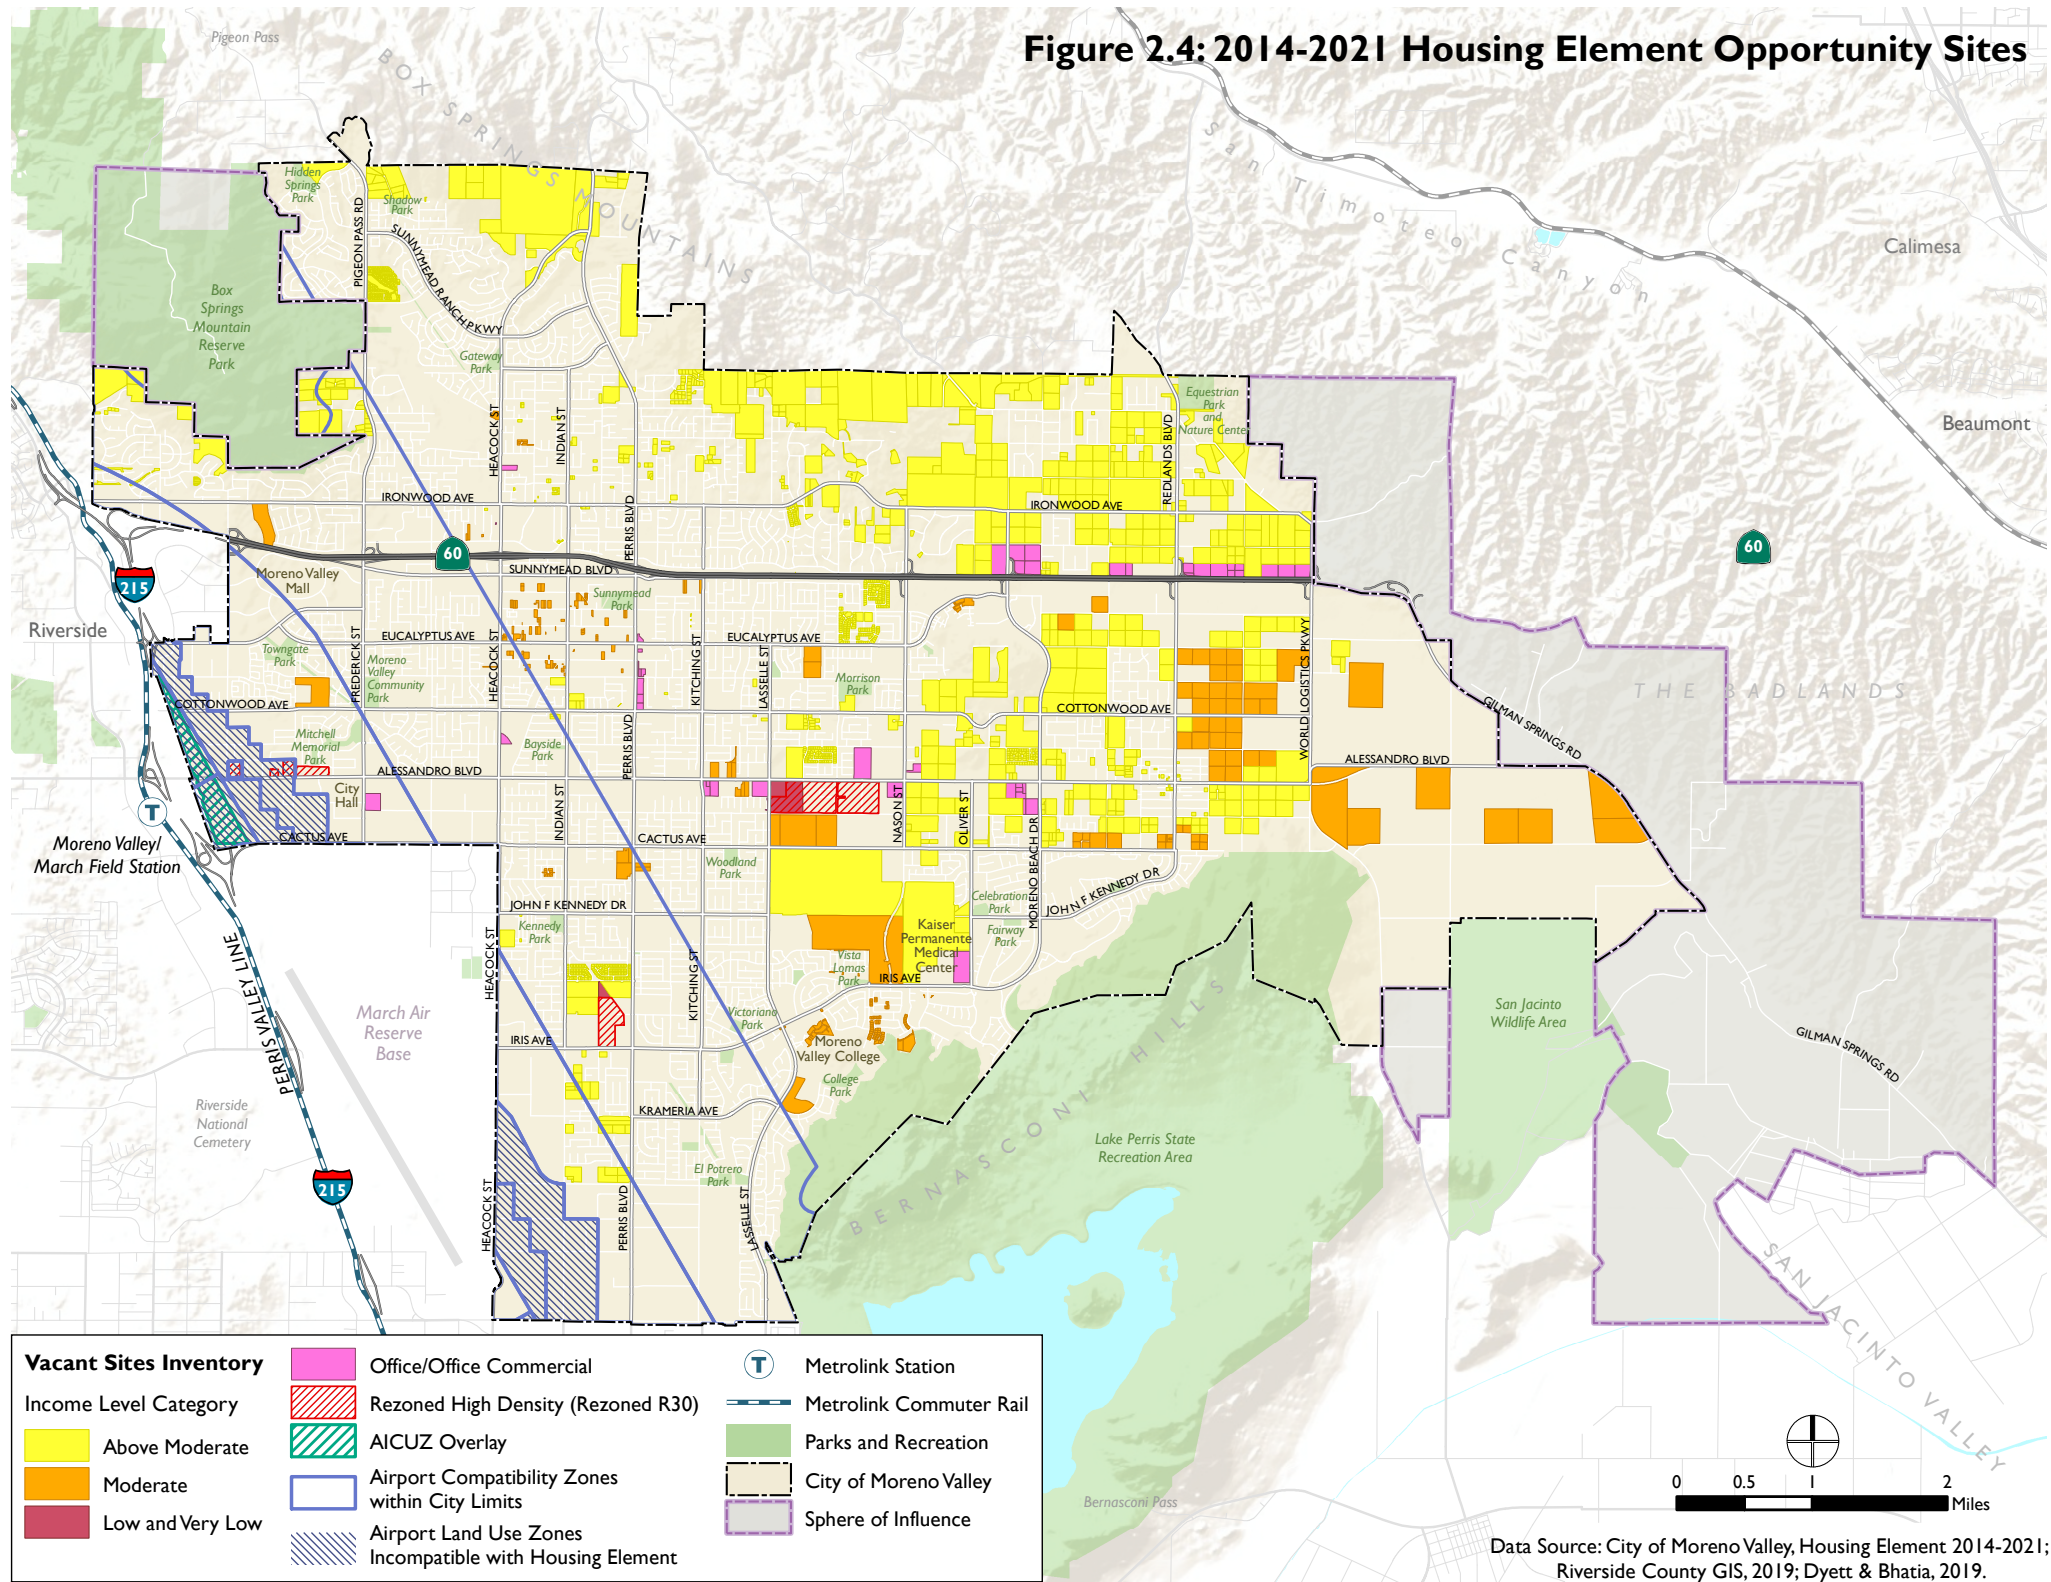 Figure 2.4: 2014-2021 Housing Element Opportunity Sites
Pigeon Pass
BOX SPRINGS MOUNTAINS
San Timoteo Canyon
Calimesa
Beaumont
Hidden
Springs
Park
Shadow
Park
PIGEON PASS RD
SUNNYMEAD RANCH PKWY
Box
Springs
Mountain
Reserve
Park
Gateway
Park
HEACOCK ST
INDIAN ST
PERRIS BLVD
Equestrian
Park
and
Nature Center
REDLANDS BLVD
IRONWOOD AVE
IRONWOOD AVE
60
60
SUNNYMEAD BLVD
Moreno Valley
Mall
215
Sunnymead
Park
Riverside
EUCALYPTUS AVE
EUCALYPTUS AVE
Towngate
Park
FREDERICK ST
Moreno
Valley
Community
Park
HEACOCK ST
KITCHING ST
LASSELLE ST
Morrison
Park
WORLD LOGISTICS PKWY
THE BADLANDS
GILMAN SPRINGS RD
COTTONWOOD AVE
COTTONWOOD AVE
Mitchell
Memorial
Park
Bayside
Park
PERRIS BLVD
ALESSANDRO BLVD
ALESSANDRO BLVD
City
Hall
INDIAN ST
NASON ST
OLIVER ST
MORENO BEACH DR
T
Moreno Valley/
March Field Station
CACTUS AVE
CACTUS AVE
Woodland
Park
JOHN F KENNEDY DR
JOHN F KENNEDY DR
Celebration
Park
Kennedy
Park
Kaiser
Permanente
Medical
Center
Fairway
Park
Vista
Lomas
Park
IRIS AVE
HEACOCK ST
KITCHING ST
PERRIS VALLEY LINE
March Air
Reserve
Base
Victoriano
Park
IRIS AVE
Moreno
Valley College
College
Park
San Jacinto
Wildlife Area
GILMAN SPRINGS RD
Riverside
National
Cemetery
KRAMERIA AVE
BERNASCONI HILLS
Lake Perris State
Recreation Area
El Potrero
Park
215
HEACOCK ST
PERRIS BLVD
LASSELLE ST
SAN JACINTO VALLEY
Bernasconi Pass
Vacant Sites Inventory
Income Level Category
Above Moderate
Moderate
Low and Very Low
Office/Office Commercial
Rezoned High Density (Rezoned R30)
AICUZ Overlay
Airport Compatibility Zones
within City Limits
Airport Land Use Zones
Incompatible with Housing Element
T
Metrolink Station
Metrolink Commuter Rail
Parks and Recreation
City of Moreno Valley
Sphere of Influence
0 0.5 1 2
Miles
Data Source: City of Moreno Valley, Housing Element 2014-2021;
Riverside County GIS, 2019; Dyett & Bhatia, 2019.